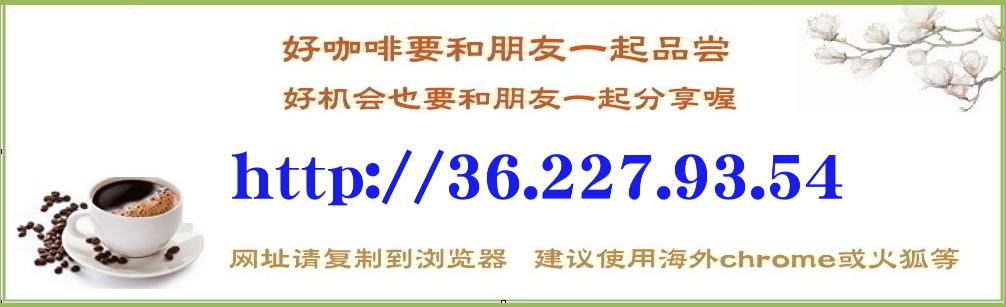 好咖啡要和朋友一起品尝
好机会也要和朋友一起分享喔
http://36.227.93.54
网址请复制到浏览器 建议使用海外chrome或火狐等